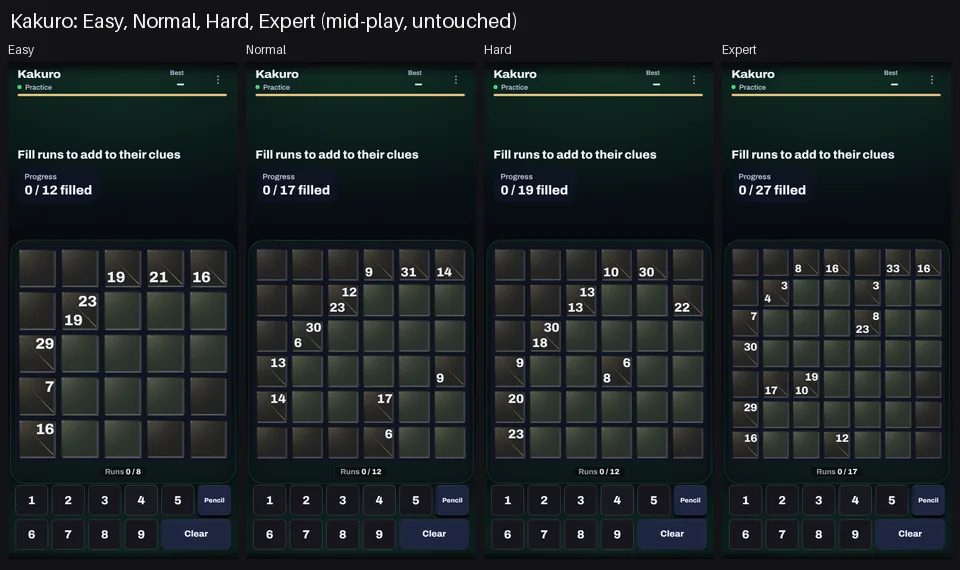 Kakuro: Easy, Normal, Hard, Expert (mid-play, untouched)
Easy Normal Hard Expert
Kakuro
Practice
Best
–
Fill runs to add to their clues
Progress
0 / 12 filled
19 21 16
23
19
29
7
16
Runs 0 / 8
1 2 3 4 5 Pencil
6 7 8 9 Clear
Kakuro
Practice
Best
–
Fill runs to add to their clues
Progress
0 / 17 filled
9 31 14
12
23
30
6
13
9
14 17
6
Runs 0 / 12
1 2 3 4 5 Pencil
6 7 8 9 Clear
Kakuro
Practice
Best
–
Fill runs to add to their clues
Progress
0 / 19 filled
10 30
13
13 22
30
18
9 6
8
20
23
Runs 0 / 12
1 2 3 4 5 Pencil
6 7 8 9 Clear
Kakuro
Practice
Best
–
Fill runs to add to their clues
Progress
0 / 27 filled
8 16 33 16
3 3
4
7 8
23
30
19
17 10
29
16 12
Runs 0 / 17
1 2 3 4 5 Pencil
6 7 8 9 Clear